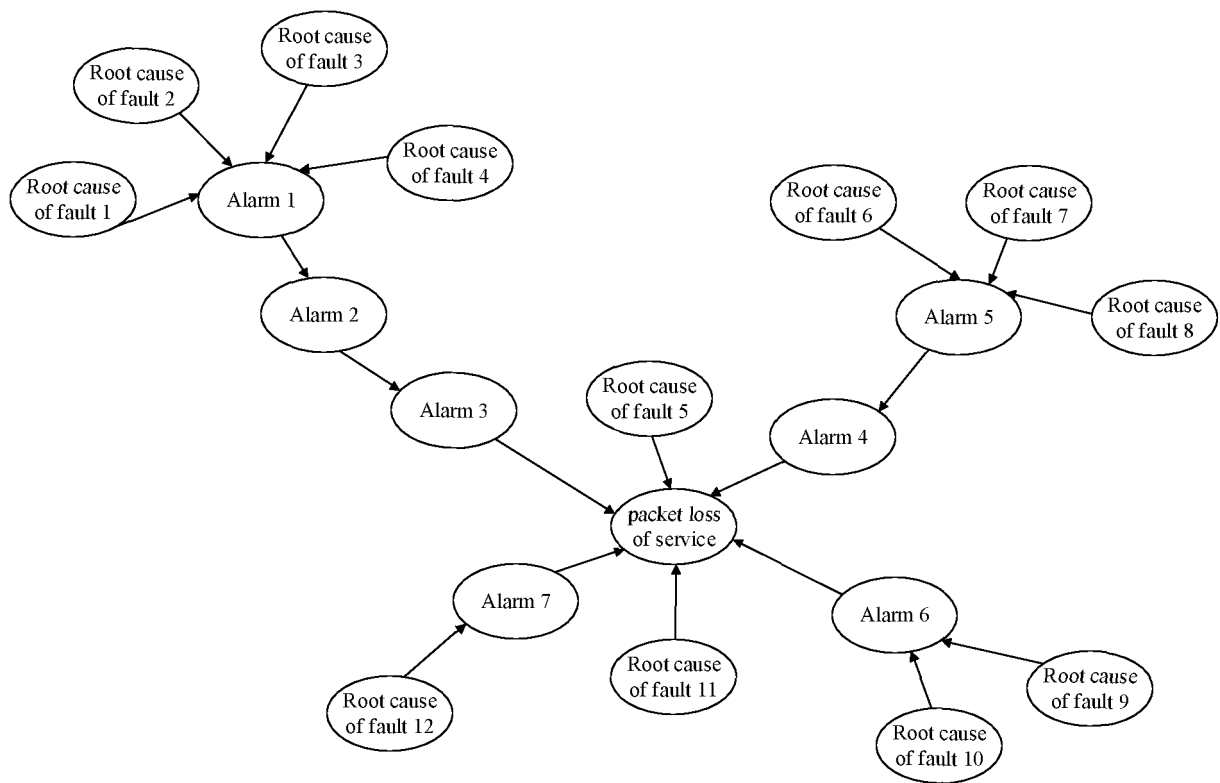 Root cause
of fault 3
Root cause
of fault 2
Root cause
of fault 4
Root cause
of fault 1
Alarm 1
Root cause
of fault 6
Root cause
of fault 7
Alarm 2
Alarm 5
Root cause
of fault 8
Alarm 3
Root cause
of fault 5
Alarm 4
packet loss
of service
Alarm 7
Alarm 6
Root cause
of fault 11
Root cause
of fault 9
Root cause
of fault 12
Root cause
of fault 10